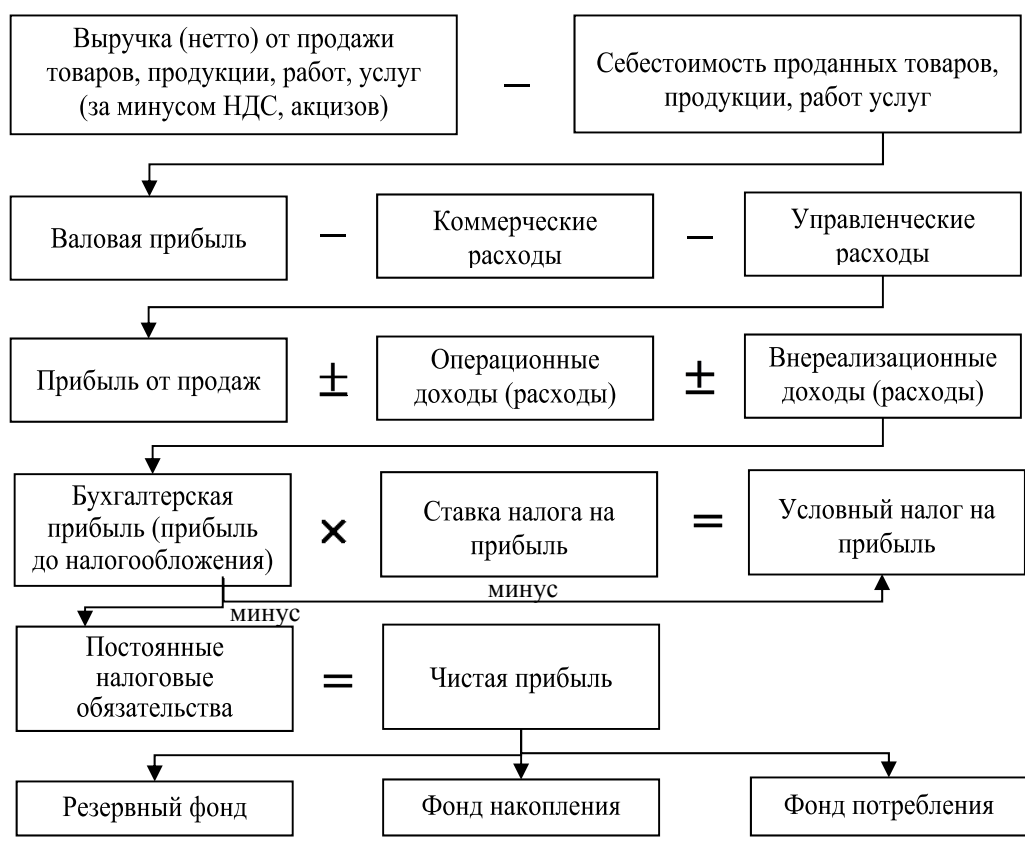 Выручка (нетто) от продажи
товаров, продукции, работ, услуг
(за минусом НДС, акцизов)
–
Себестоимость проданных товаров,
продукции, работ услуг
Валовая прибыль
–
Коммерческие
расходы
–
Управленческие
расходы
Прибыль от продаж
±
Операционные
доходы (расходы)
±
Внереализационные
доходы (расходы)
Бухгалтерская
прибыль (прибыль
до налогообложения)
×
Ставка налога на
прибыль
=
Условный налог на
прибыль
минус
минус
Постоянные
налоговые
обязательства
=
Чистая прибыль
Резервный фонд
Фонд накопления
Фонд потребления